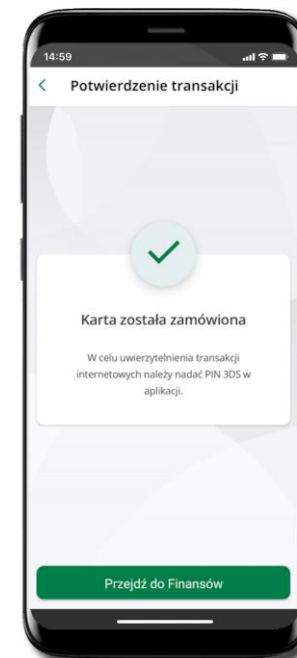 14:59
Potwierdzenie transakcji
Karta została zamówiona
W celu uwierzytelnienia transakcji
internetowych należy nadać PIN 3DS w
aplikacji.
Przejdź do Finansów